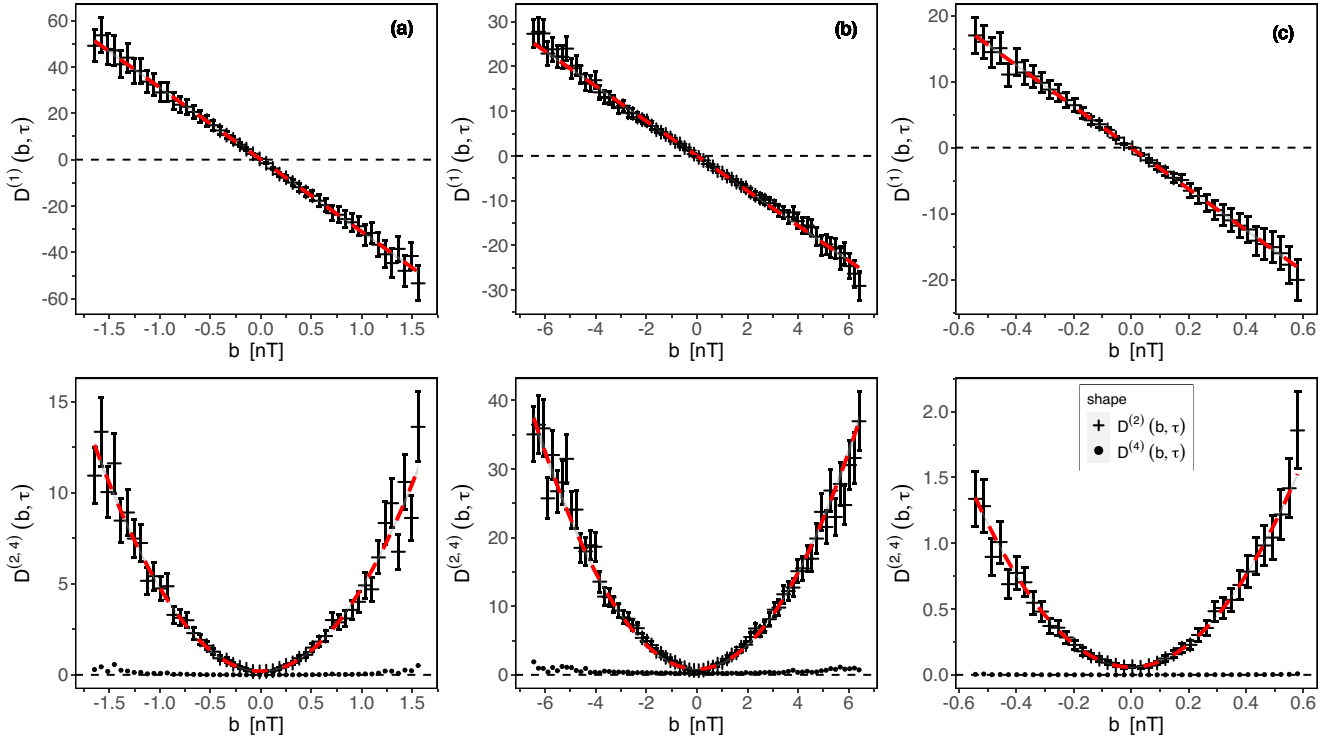 (a)
60
40
20
0
-20
-40
-60
D(1) (b, τ)
-1.5 -1.0 -0.5 0.0 0.5 1.0 1.5
b [nT]
(b)
30
20
10
0
-10
-20
-30
D(1) (b, τ)
-6 -4 -2 0 2 4 6
b [nT]
(c)
20
10
0
-10
-20
D(1) (b, τ)
-0.6 -0.4 -0.2 0.0 0.2 0.4 0.6
b [nT]
15
10
5
0
D(2,4) (b, τ)
-1.5 -1.0 -0.5 0.0 0.5 1.0 1.5
b [nT]
40
30
20
10
0
D(2,4) (b, τ)
-6 -4 -2 0 2 4 6
b [nT]
shape
D(2) (b, τ)
D(4) (b, τ)
2.0
1.5
1.0
0.5
0.0
D(2,4) (b, τ)
-0.6 -0.4 -0.2 0.0 0.2 0.4 0.6
b [nT]